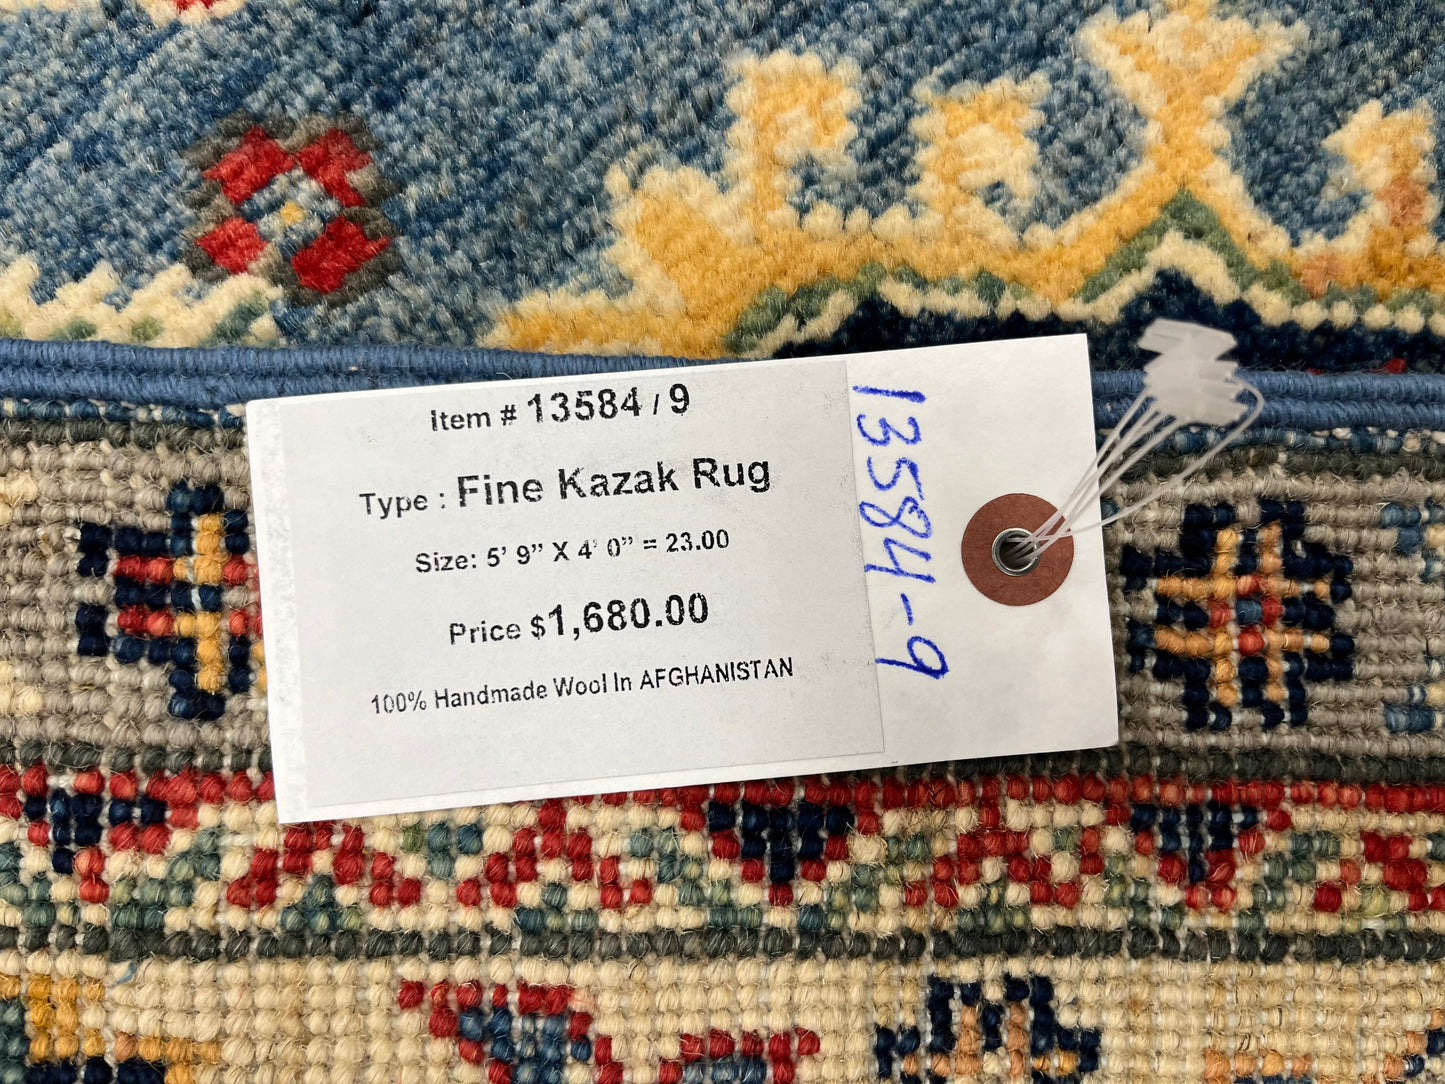 Item # 13584 / 9
Type : Fine Kazak Rug
Size: 5’ 9” X 4’ 0” = 23.00
Price $1,680.00
100% Handmade Wool In AFGHANISTAN
13584-9